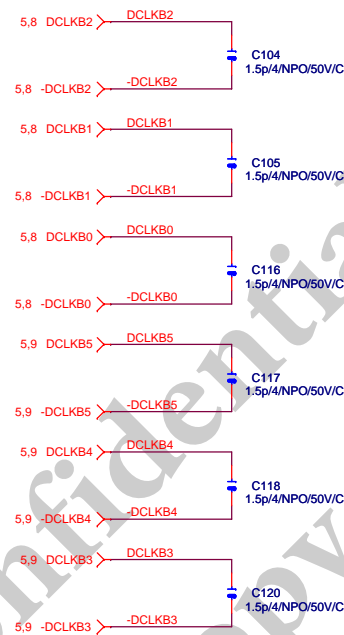 5,8 DCLKB2 DCLKB2
C104
1.5p/4/NPO/50V/C
5,8 -DCLKB2 -DCLKB2
5,8 DCLKB1 DCLKB1
C105
1.5p/4/NPO/50V/C
5,8 -DCLKB1 -DCLKB1
5,8 DCLKB0 DCLKB0
C116
1.5p/4/NPO/50V/C
5,8 -DCLKB0 -DCLKB0
5,9 DCLKB5 DCLKB5
C117
1.5p/4/NPO/50V/C
5,9 -DCLKB5 -DCLKB5
5,9 DCLKB4 DCLKB4
C118
1.5p/4/NPO/50V/C
5,9 -DCLKB4 -DCLKB4
5,9 DCLKB3 DCLKB3
C120
1.5p/4/NPO/50V/C
5,9 -DCLKB3 -DCLKB3